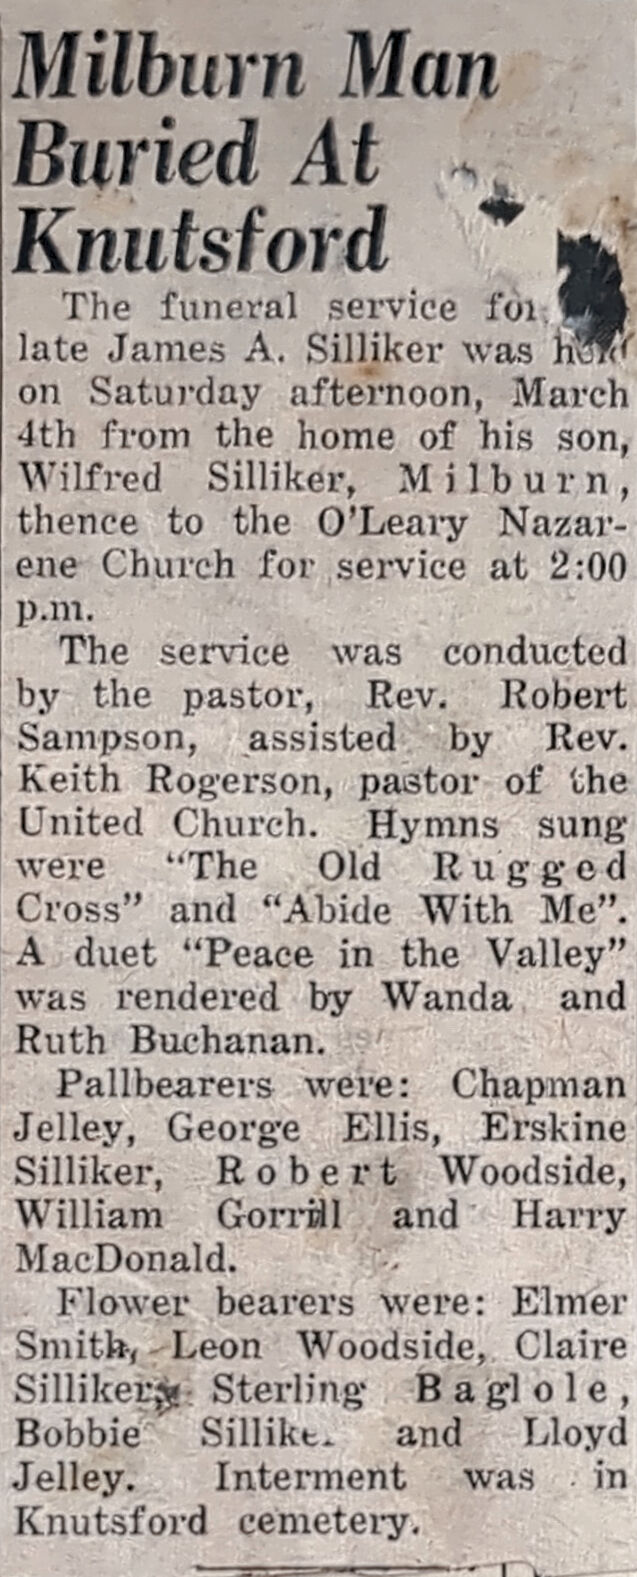 Milburn Man
Buried At
Knutsford
The funeral service for
late James A. Silliker was held
on Saturday afternoon, March
4th from the home of his son,
Wilfred Silliker, Milburn,
thence to the O'Leary Nazar-
ene Church for service at 2:00
p.m.
The service was conducted
by the pastor, Rev. Robert
Sampson, assisted by Rev.
Keith Rogerson, pastor of the
United Church. Hymns sung
were “The Old Rugged
Cross” and “Abide With Me”.
A duet “Peace in the Valley”
was rendered by Wanda and
Ruth Buchanan.
Pallbearers were: Chapman
Jelley, George Ellis, Erskine
Silliker, Robert Woodside,
William Gorrill and Harry
MacDonald.
Flower bearers were: Elmer
Smith, Leon Woodside, Claire
Silliker, Sterling Baglole,
Bobbie Silliker and Lloyd
Jelley. Interment was in
Knutsford cemetery.